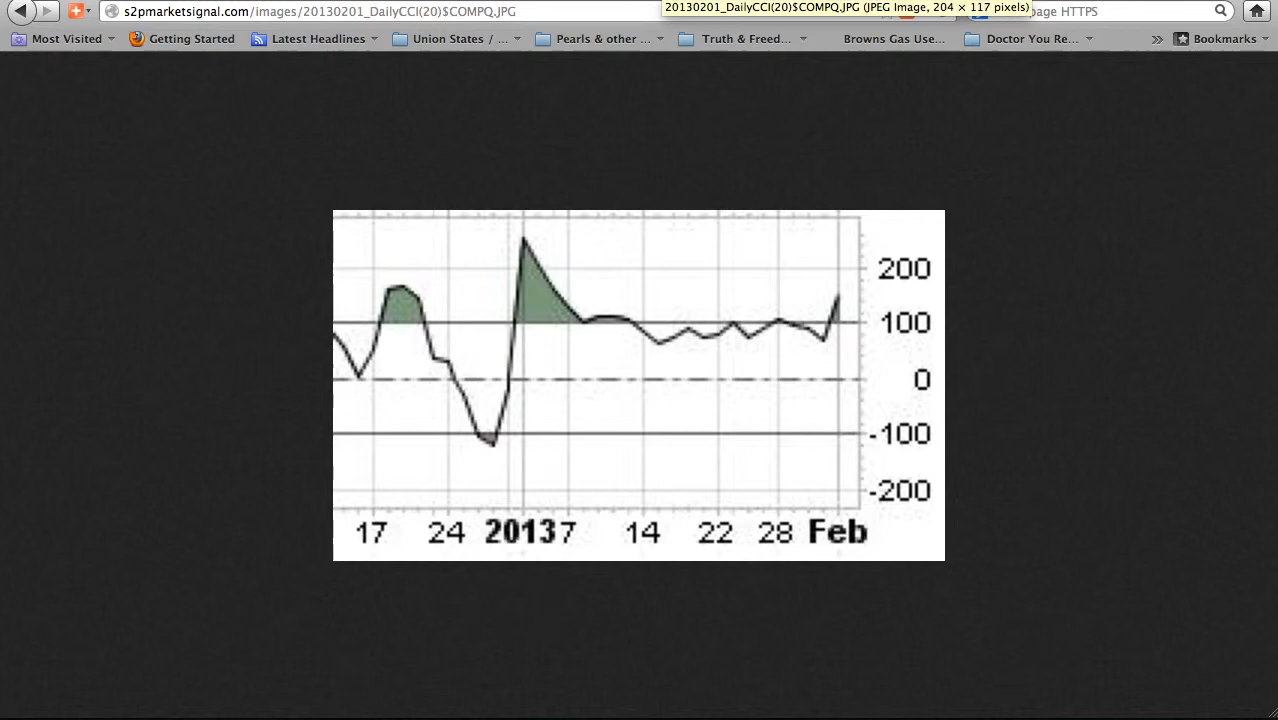 20130201_DailyCCI(20)$COMPQ.JPG (JPEG Image, 204 × 117 pixels)
s2pmarketsignal.com/images/20130201_DailyCCI(20)$COMPQ.JPG
page HTTPS
Most Visited Getting Started Latest Headlines Union States / ... Pearls & other ... Truth & Freed... Browns Gas Use... Doctor You Re... » Bookmarks
200
100
0
-100
-200
17 24 2013 7 14 22 28 Feb